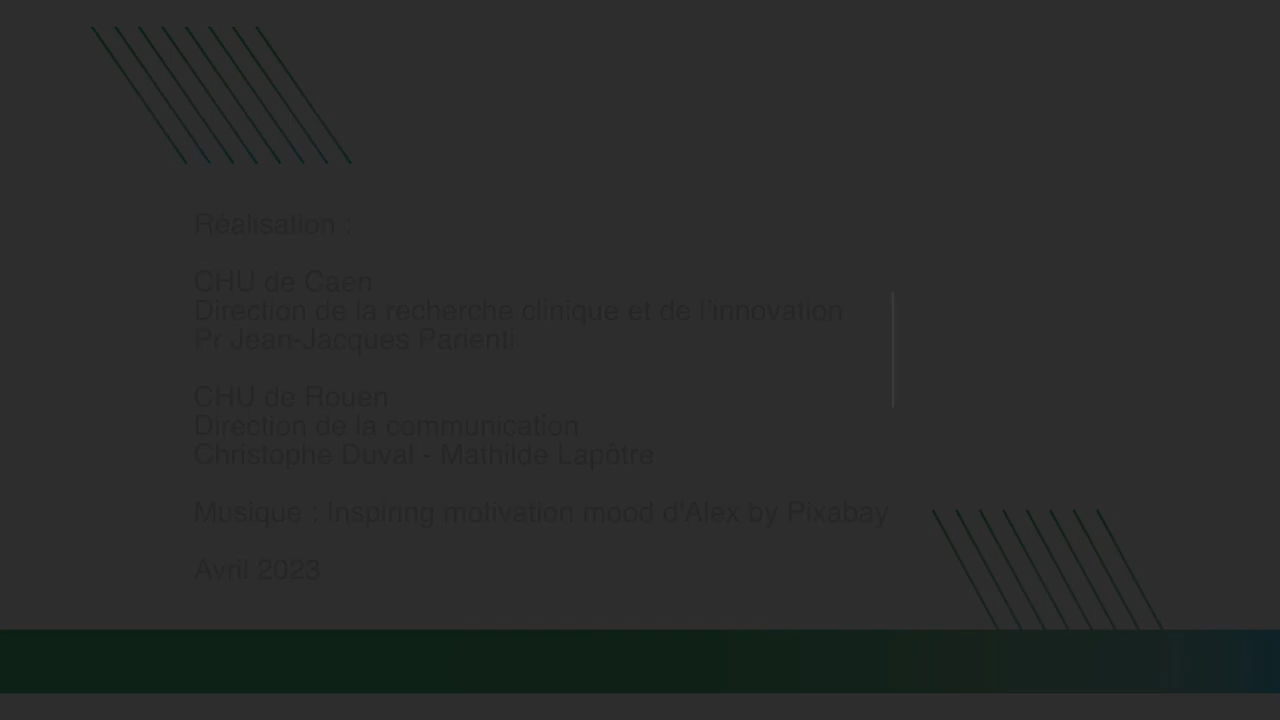 Réalisation :
CHU de Caen
Direction de la recherche clinique et de l'innovation
Pr Jean-Jacques Parienti
CHU de Rouen
Direction de la communication
Christophe Duval - Mathilde Lapôtre
Musique : Inspiring motivation mood d'Alex by Pixabay
Avril 2023